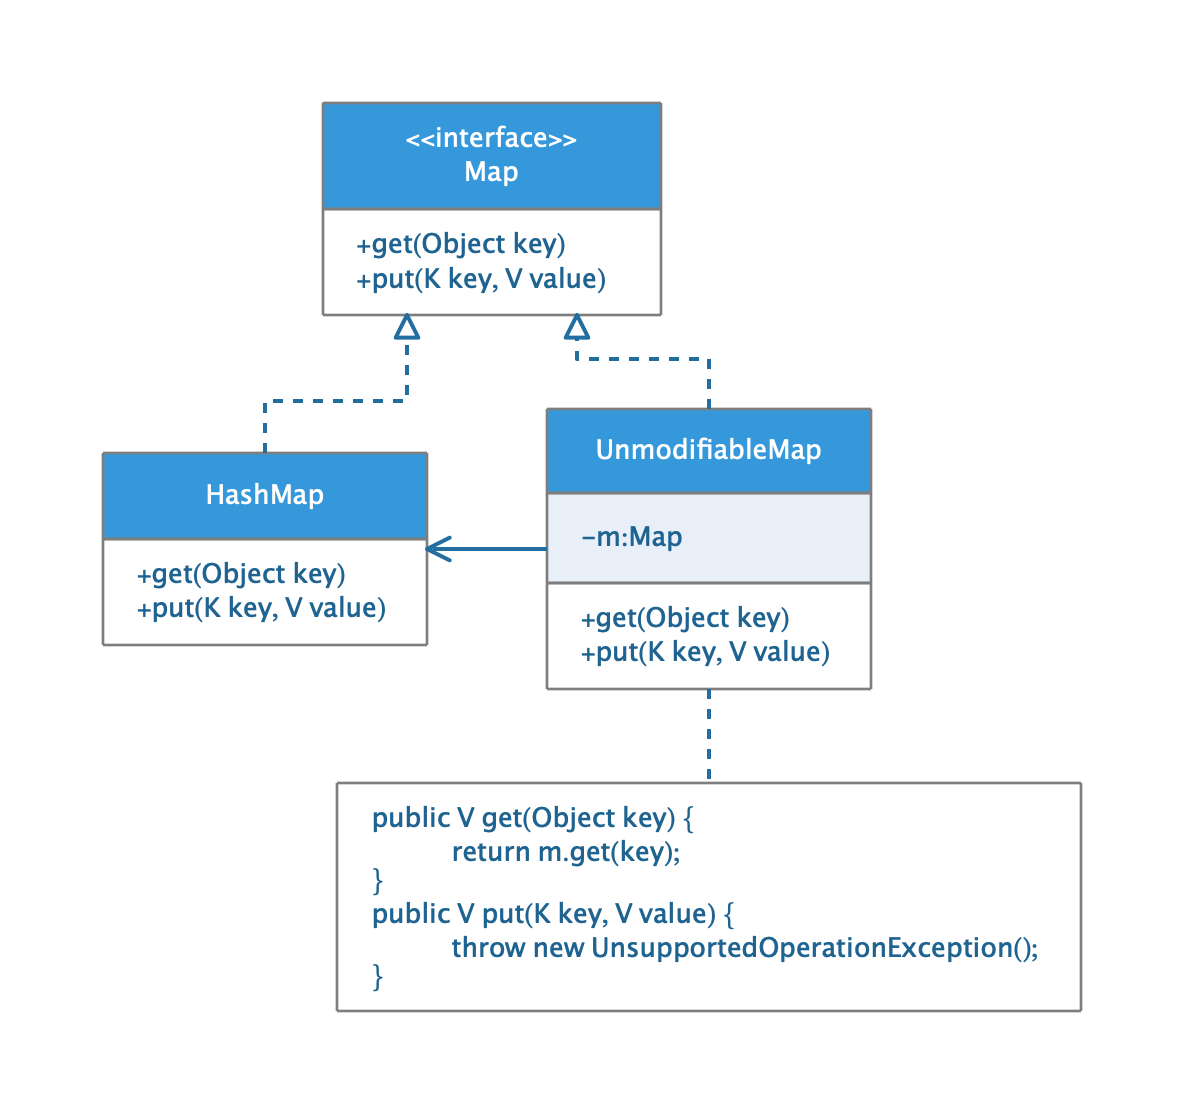 <<interface>>
Map
+get(Object key)
+put(K key, V value)
HashMap
+get(Object key)
+put(K key, V value)
UnmodifiableMap
-m:Map
+get(Object key)
+put(K key, V value)
public V get(Object key) {
return m.get(key);
}
public V put(K key, V value) {
throw new UnsupportedOperationException();
}